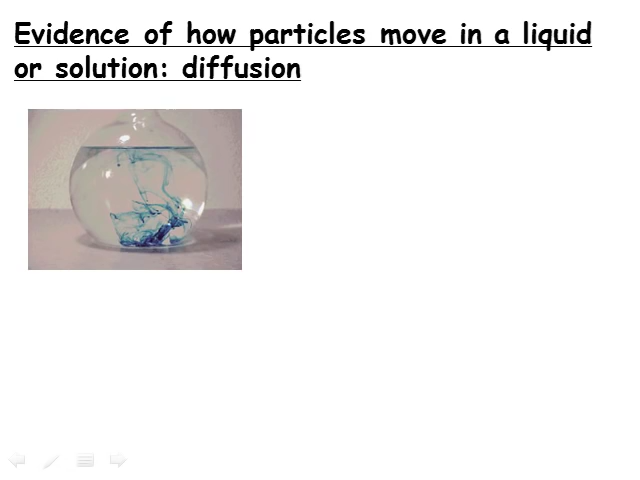 Evidence of how particles move in a liquid
or solution: diffusion